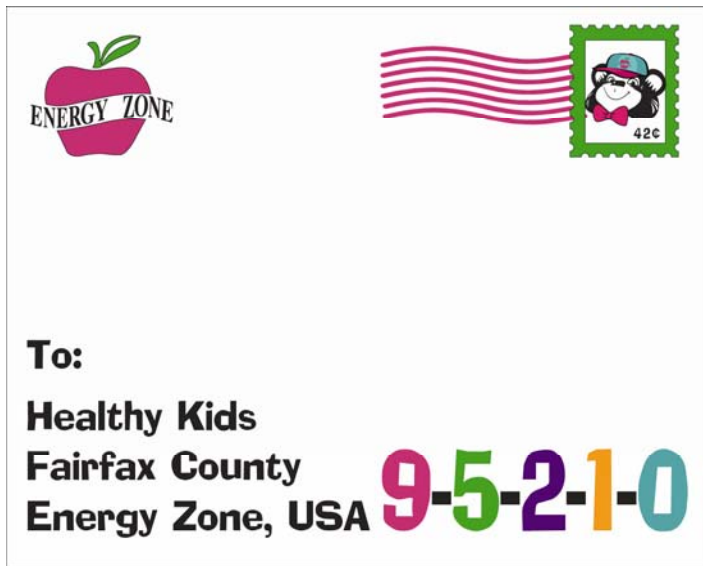 ENERGY ZONE
42¢
To:
Healthy Kids
Fairfax County
Energy Zone, USA 9-5-2-1-0